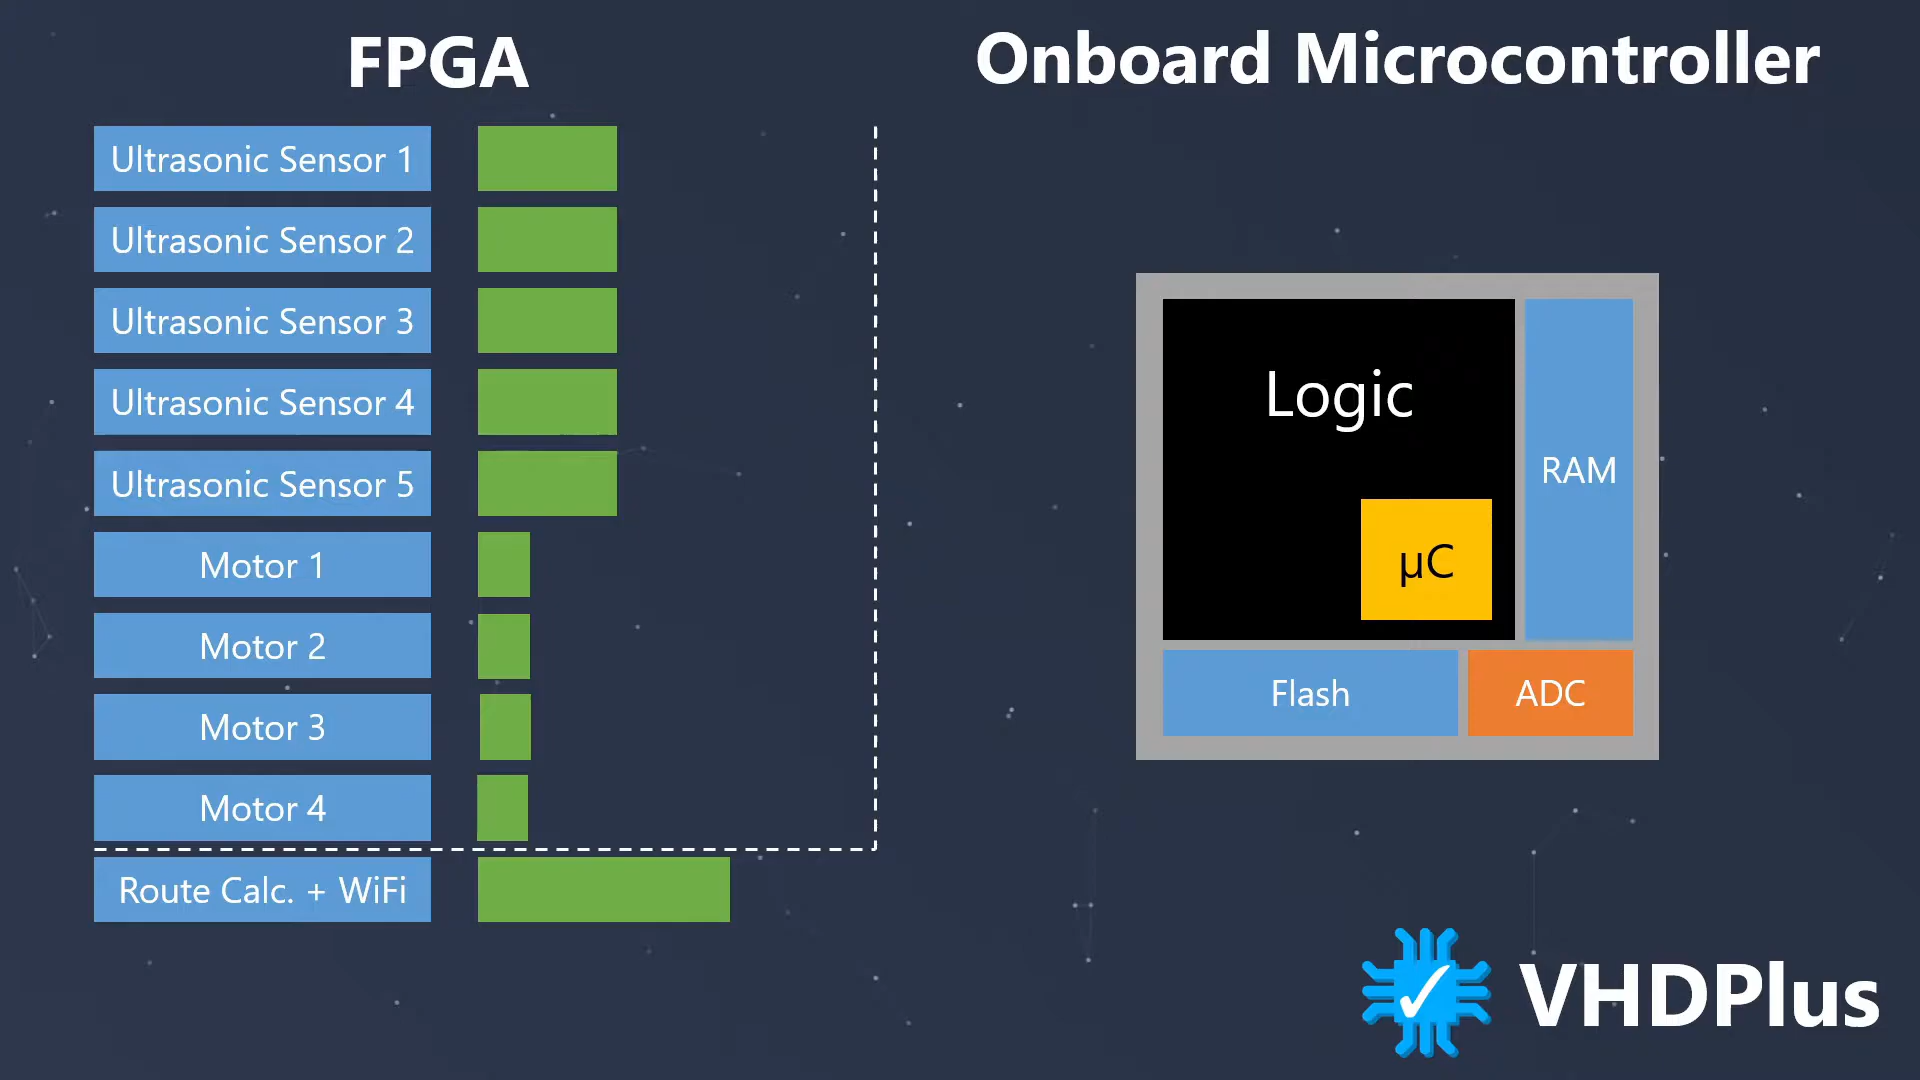 FPGA
Onboard Microcontroller
Ultrasonic Sensor 1
Ultrasonic Sensor 2
Ultrasonic Sensor 3
Ultrasonic Sensor 4
Ultrasonic Sensor 5
Motor 1
Motor 2
Motor 3
Motor 4
Route Calc. + WiFi
Logic
RAM
µC
Flash
ADC
VHDPlus